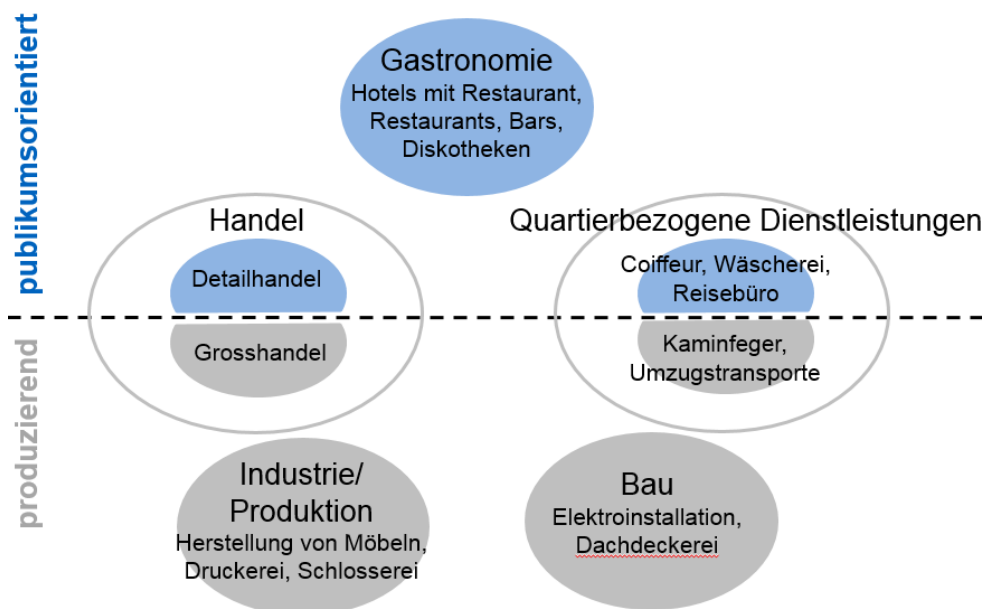 publikumsorientiert
Gastronomie
Hotels mit Restaurant,
Restaurants, Bars,
Diskotheken
Handel
Detailhandel
Quartierbezogene Dienstleistungen
Coiffeur, Wäscherei,
Reisebüro
produzierend
Grosshandel
Kaminfeger,
Umzugstransporte
Industrie/
Produktion
Herstellung von Möbeln,
Druckerei, Schlosserei
Bau
Elektroinstallation,
Dachdeckerei